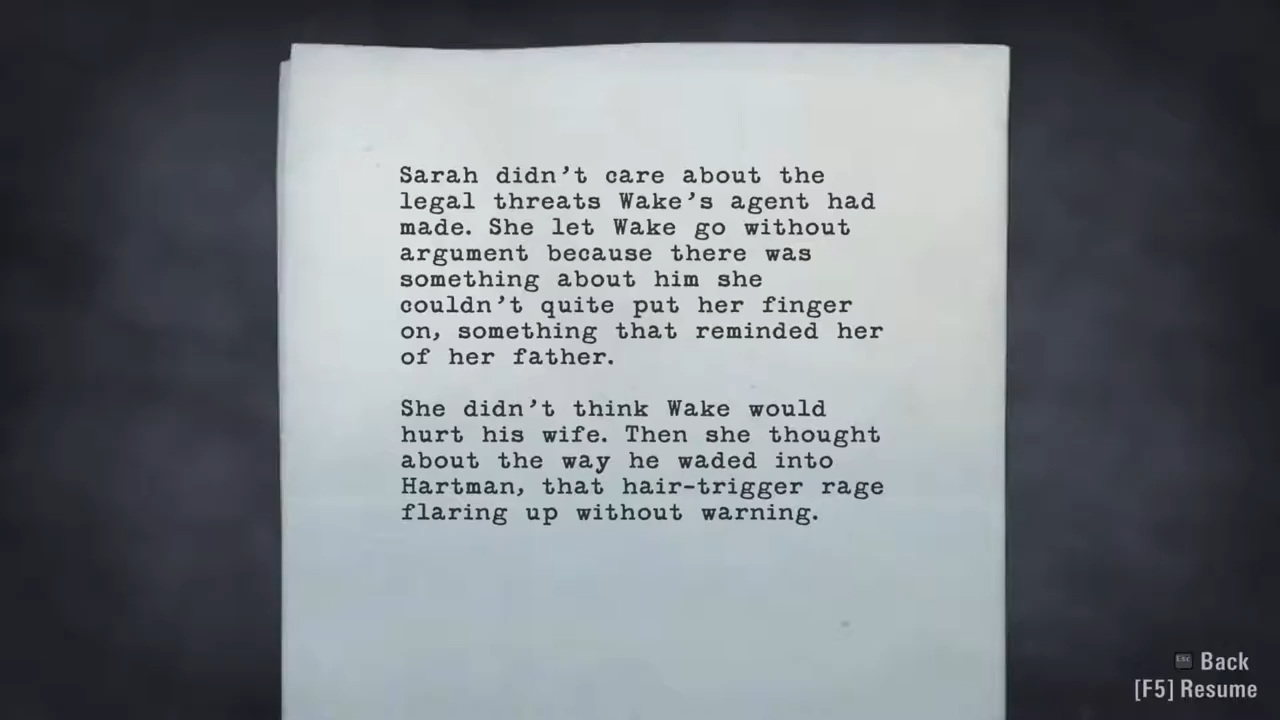 Sarah didn't care about the
legal threats Wake's agent had
made. She let Wake go without
argument because there was
something about him she
couldn't quite put her finger
on, something that reminded her
of her father.
She didn't think Wake would
hurt his wife. Then she thought
about the way he waded into
Hartman, that hair-trigger rage
flaring up without warning.
Esc Back
[F5] Resume